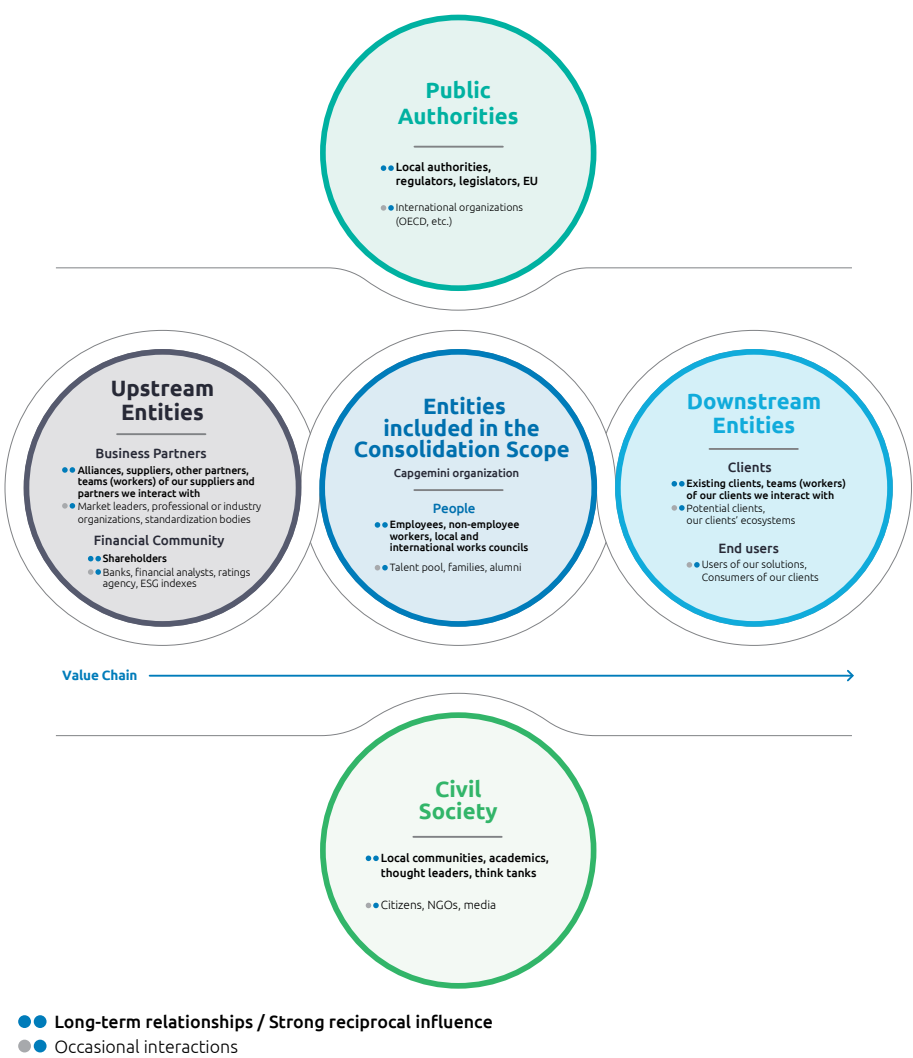 Public
Authorities
Local authorities,
regulators, legislators, EU
International organizations
(OECD, etc.)
Upstream
Entities
Business Partners
Alliances, suppliers, other partners,
teams (workers) of our suppliers and
partners we interact with
Market leaders, professional or industry
organizations, standardization bodies
Financial Community
Shareholders
Banks, financial analysts, ratings
agency, ESG indexes
Entities
included in the
Consolidation Scope
Capgemini organization
People
Employees, non-employee
workers, local and
international works councils
Talent pool, families, alumni
Downstream
Entities
Clients
Existing clients, teams (workers)
of our clients we interact with
Potential clients,
our clients' ecosystems
End users
Users of our solutions,
Consumers of our clients
Value Chain
Civil
Society
Local communities, academics,
thought leaders, think tanks
Citizens, NGOs, media
Long-term relationships / Strong reciprocal influence
Occasional interactions